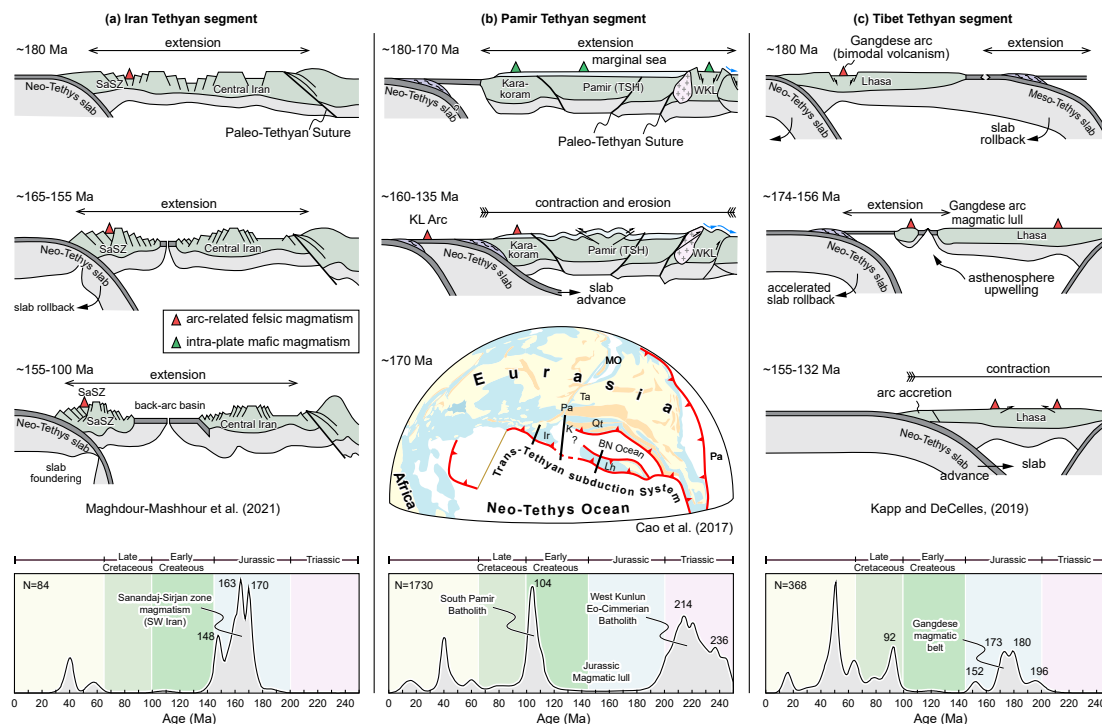 (a) Iran Tethyan segment
~180 Ma
extension
SaSZ
Central Iran
Neo-Tethys slab
Paleo-Tethyan Suture
~165-155 Ma
extension
SaSZ
Central Iran
Neo-Tethys slab
slab rollback
arc-related felsic magmatism
intra-plate mafic magmatism
~155-100 Ma
extension
SaSZ
back-arc basin
SaSZ
Central Iran
Neo-Tethys slab
slab
foundering
Maghdour-Mashhour et al. (2021)
Late
Cretaceous
Early
Createous
Jurassic
Triassic
N=84
163
170
Sanandaj-Sirjan zone
magmatism
(SW Iran)
148
0 20 40 60 80 100 120 140 160 180 200 220 240
Age (Ma)
(b) Pamir Tethyan segment
~180-170 Ma
extension
marginal sea
Kara-
koram
Pamir (TSH)
WKL
Neo-Tethys slab
Paleo-Tethyan Suture
~160-135 Ma
contraction and erosion
KL Arc
Kara-
koram
Pamir (TSH)
WKL
Neo-Tethys slab
slab
advance
~170 Ma
MO
Eurasia
Ta
Pa
Qt
K
?
Ir
BN Ocean
Lh
Pa
Trans-Tethyan subduction System
Africa
Neo-Tethys Ocean
Cao et al. (2017)
Late
Cretaceous
Early
Createous
Jurassic
Triassic
N=1730
104
South Pamir
Batholith
West Kunlun
Eo-Cimmerian
Batholith
214
236
Jurassic
Magmatic lull
0 20 40 60 80 100 120 140 160 180 200 220 240
Age (Ma)
(c) Tibet Tethyan segment
~180 Ma
Gangdese arc
(bimodal volcanism)
extension
Lhasa
Neo-Tethys slab
Meso-Tethys slab
slab
rollback
~174-156 Ma
extension
Gangdese arc
magmatic lull
Lhasa
Neo-Tethys slab
accelerated
slab rollback
asthenosphere
upwelling
~155-132 Ma
contraction
arc accretion
Lhasa
Neo-Tethys slab
slab
advance
Kapp and DeCelles, (2019)
Late
Cretaceous
Early
Createous
Jurassic
Triassic
N=368
92
Gangdese
magmatic
belt
173
180
152
196
0 20 40 60 80 100 120 140 160 180 200 220 240
Age (Ma)